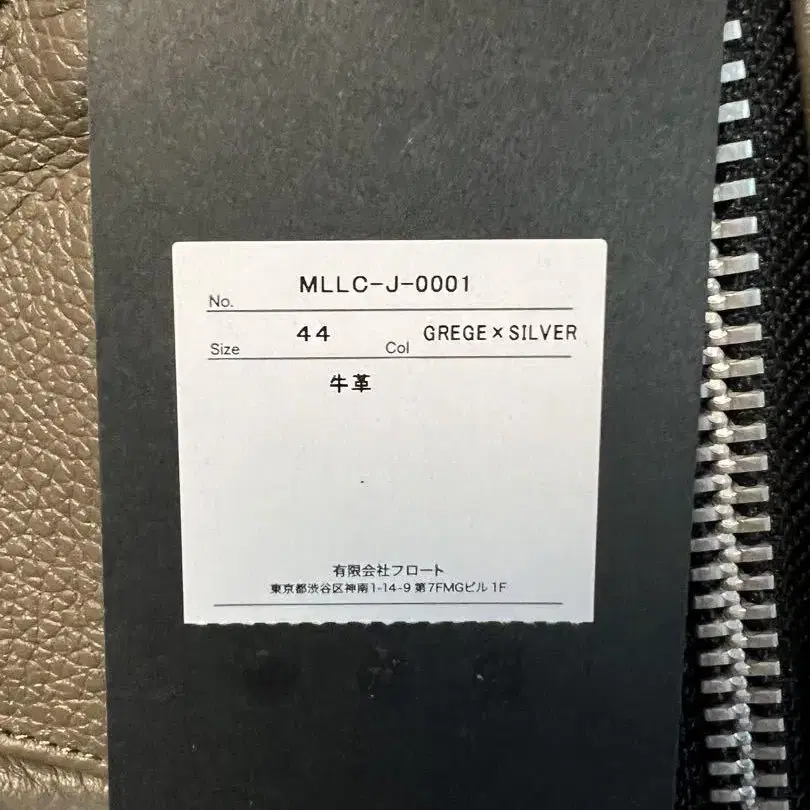 No. MLLC-J-0001
Size 44 Col GREGE×SILVER
牛革
有限会社フロート
東京都渋谷区神南1-14-9 第7FMGビル 1F